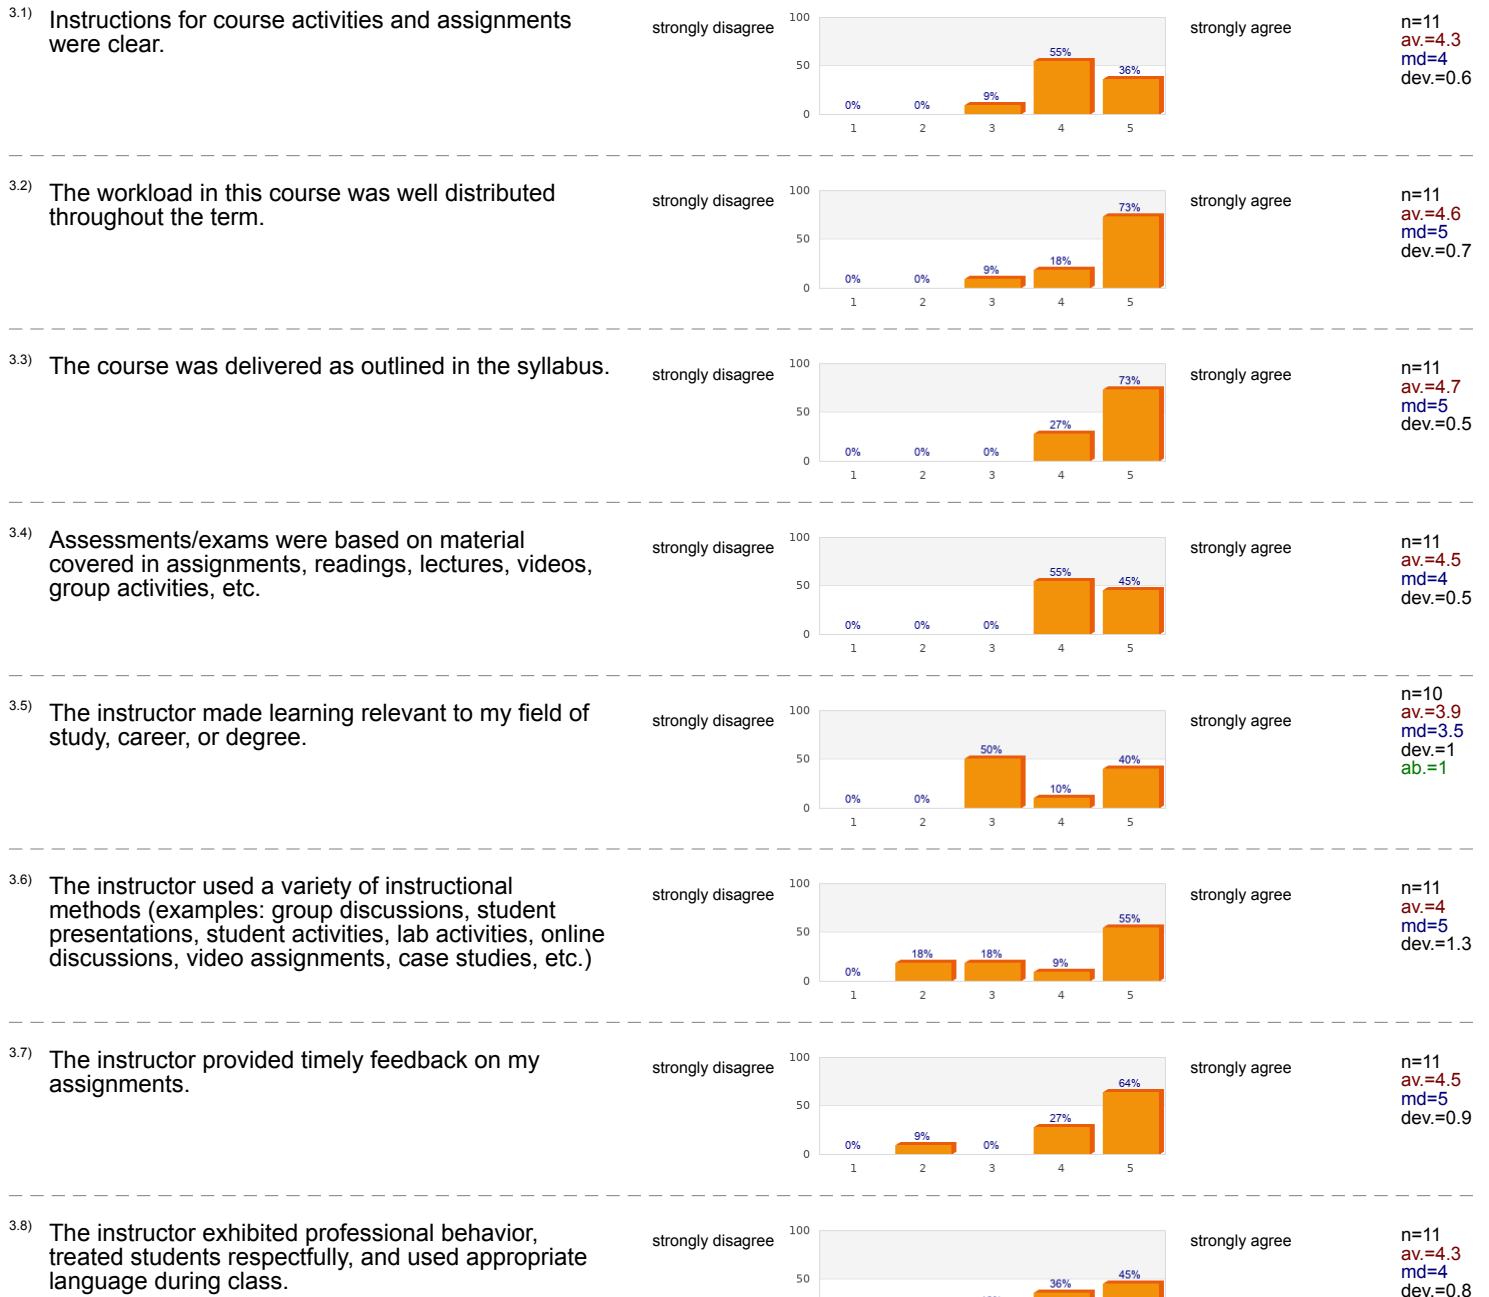 3.1) Instructions for course activities and assignments
were clear.
strongly disagree
100
50
0
0%
0%
9%
55%
36%
1 2 3 4 5
strongly agree
n=11
av.=4.3
md=4
dev.=0.6
3.2) The workload in this course was well distributed
throughout the term.
strongly disagree
100
50
0
0%
0%
9%
18%
73%
1 2 3 4 5
strongly agree
n=11
av.=4.6
md=5
dev.=0.7
3.3) The course was delivered as outlined in the syllabus.
strongly disagree
100
50
0
0%
0%
0%
27%
73%
1 2 3 4 5
strongly agree
n=11
av.=4.7
md=5
dev.=0.5
3.4) Assessments/exams were based on material
covered in assignments, readings, lectures, videos,
group activities, etc.
strongly disagree
100
50
0
0%
0%
0%
55%
45%
1 2 3 4 5
strongly agree
n=11
av.=4.5
md=4
dev.=0.5
3.5) The instructor made learning relevant to my field of
study, career, or degree.
strongly disagree
100
50
0
0%
0%
50%
10%
40%
1 2 3 4 5
strongly agree
n=10
av.=3.9
md=3.5
dev.=1
ab.=1
3.6) The instructor used a variety of instructional
methods (examples: group discussions, student
presentations, student activities, lab activities, online
discussions, video assignments, case studies, etc.)
strongly disagree
100
50
0
0%
18%
18%
9%
55%
1 2 3 4 5
strongly agree
n=11
av.=4
md=5
dev.=1.3
3.7) The instructor provided timely feedback on my
assignments.
strongly disagree
100
50
0
0%
9%
0%
27%
64%
1 2 3 4 5
strongly agree
n=11
av.=4.5
md=5
dev.=0.9
3.8) The instructor exhibited professional behavior,
treated students respectfully, and used appropriate
language during class.
strongly disagree
100
50
36%
45%
strongly agree
n=11
av.=4.3
md=4
dev.=0.8